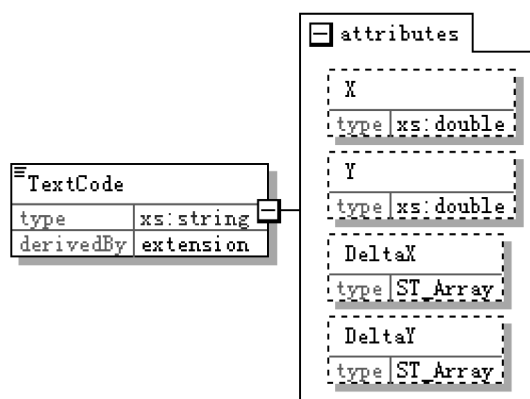 attributes
X
type xs:double
Y
type xs:double
TextCode
type xs:string
derivedBy extension
DeltaX
type ST_Array
DeltaY
type ST_Array